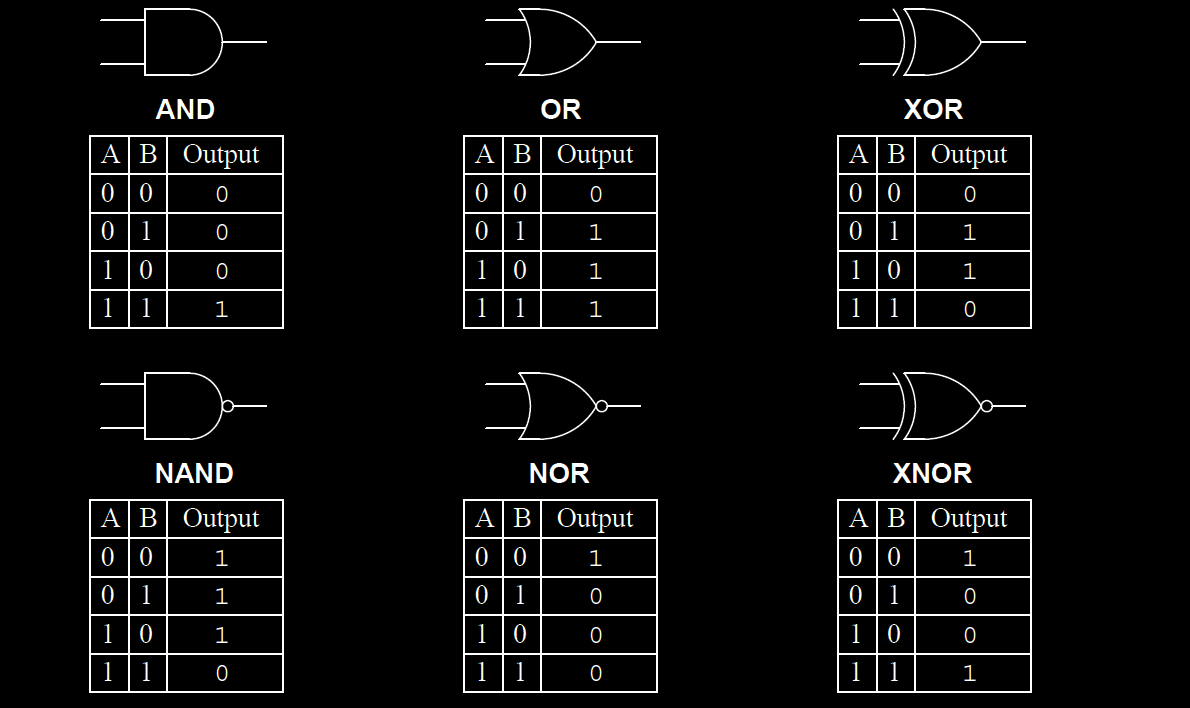 AND OR XOR
A B Output A B Output A B Output
0 0 0 0 0 0 0 0 0
0 1 0 0 1 1 0 1 1
1 0 0 1 0 1 1 0 1
1 1 1 1 1 1 1 1 0
NAND NOR XNOR
A B Output A B Output A B Output
0 0 1 0 0 1 0 0 1
0 1 1 0 1 0 0 1 0
1 0 1 1 0 0 1 0 0
1 1 0 1 1 0 1 1 1